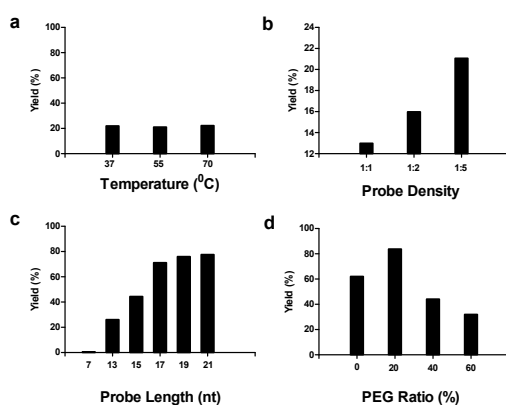 a
Yield (%)
100
80
60
40
20
0
37 55 70
Temperature (⁰C)
b
Yield (%)
24
22
20
18
16
14
12
1:1 1:2 1:5
Probe Density
c
Yield (%)
100
80
60
40
20
0
7 13 15 17 19 21
Probe Length (nt)
d
Yield (%)
100
80
60
40
20
0
0 20 40 60
PEG Ratio (%)